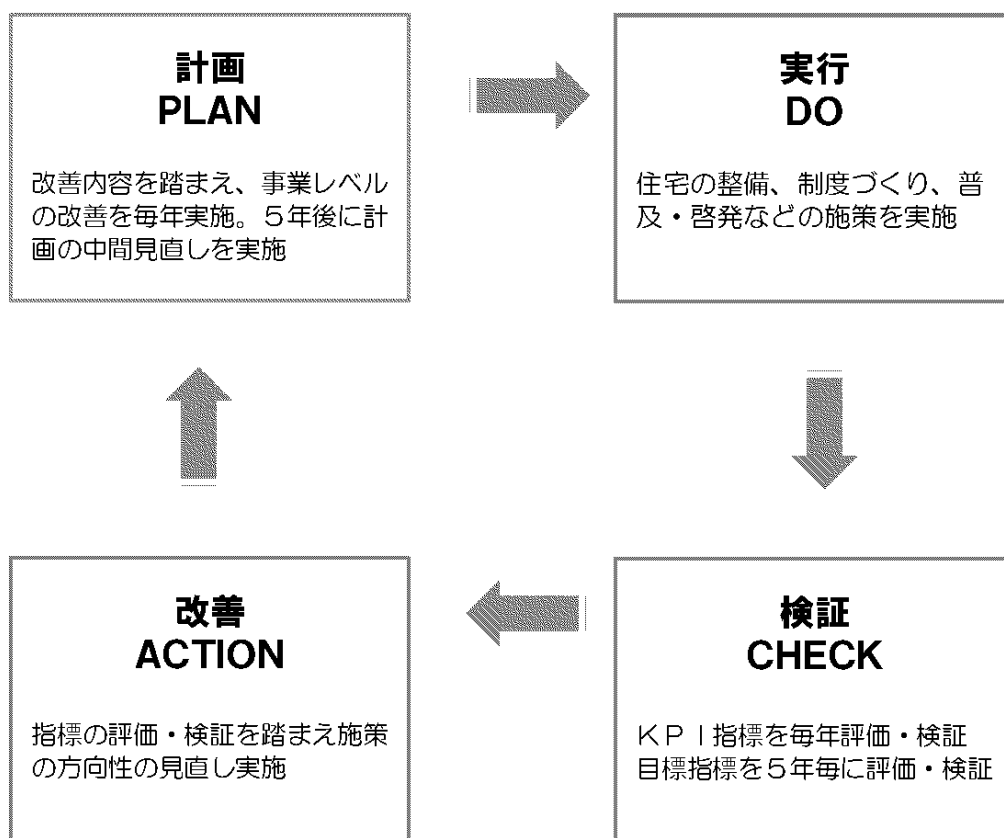 計画
PLAN
改善内容を踏まえ、事業レベル
の改善を毎年実施。５年後に計
画の中間見直しを実施
実行
DO
住宅の整備、制度づくり、普
及・啓発などの施策を実施
検証
CHECK
ＫＰＩ指標を毎年評価・検証
目標指標を５年毎に評価・検証
改善
ACTION
指標の評価・検証を踏まえ施策
の方向性の見直し実施